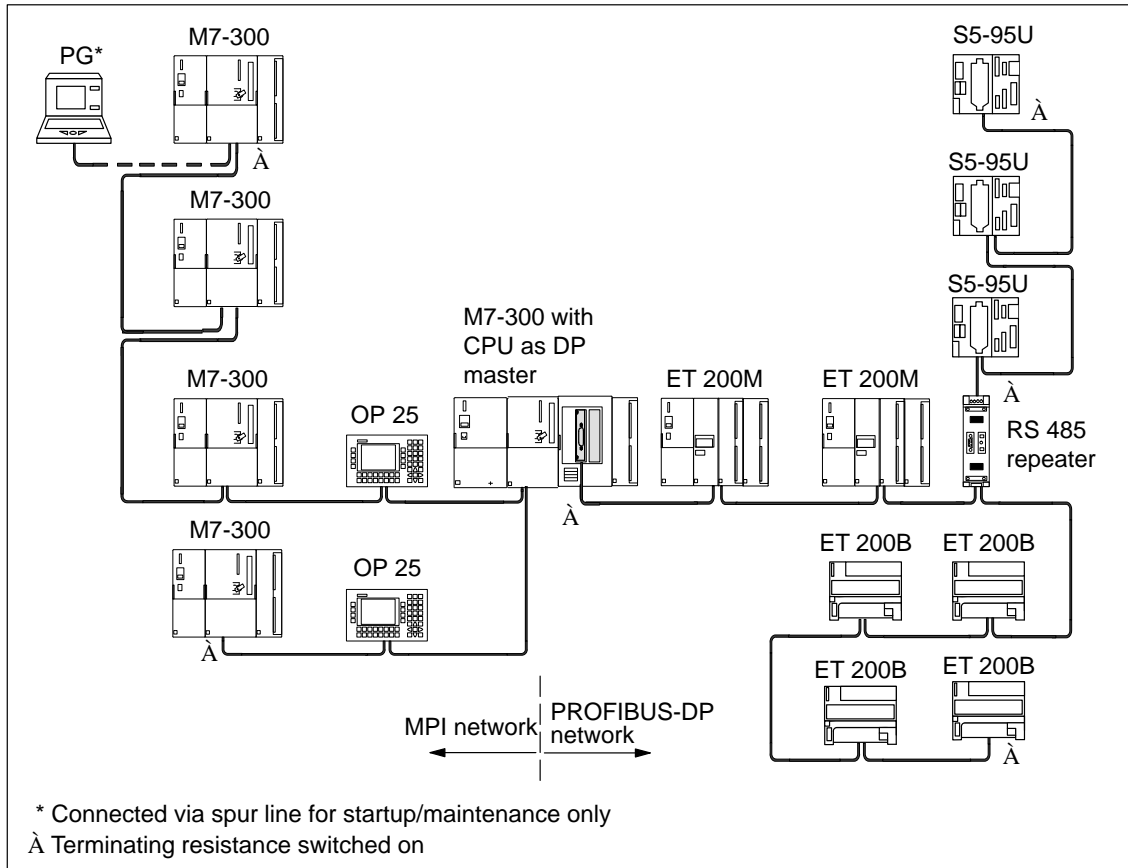 PG*
M7-300
À
M7-300
M7-300
OP 25
M7-300
À
OP 25
M7-300 with
CPU as DP
master
À
ET 200M
ET 200M
S5-95U
À
S5-95U
S5-95U
À
RS 485
repeater
ET 200B
ET 200B
ET 200B
ET 200B
À
MPI network
PROFIBUS-DP
network
* Connected via spur line for startup/maintenance only
À Terminating resistance switched on